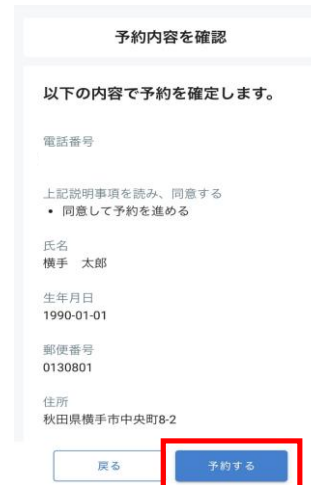 予約内容を確認
以下の内容で予約を確定します。
電話番号
上記説明事項を読み、同意する
• 同意して予約を進める
氏名
横手　太郎
生年月日
1990-01-01
郵便番号
0130801
住所
秋田県横手市中央町8-2
戻る
予約する